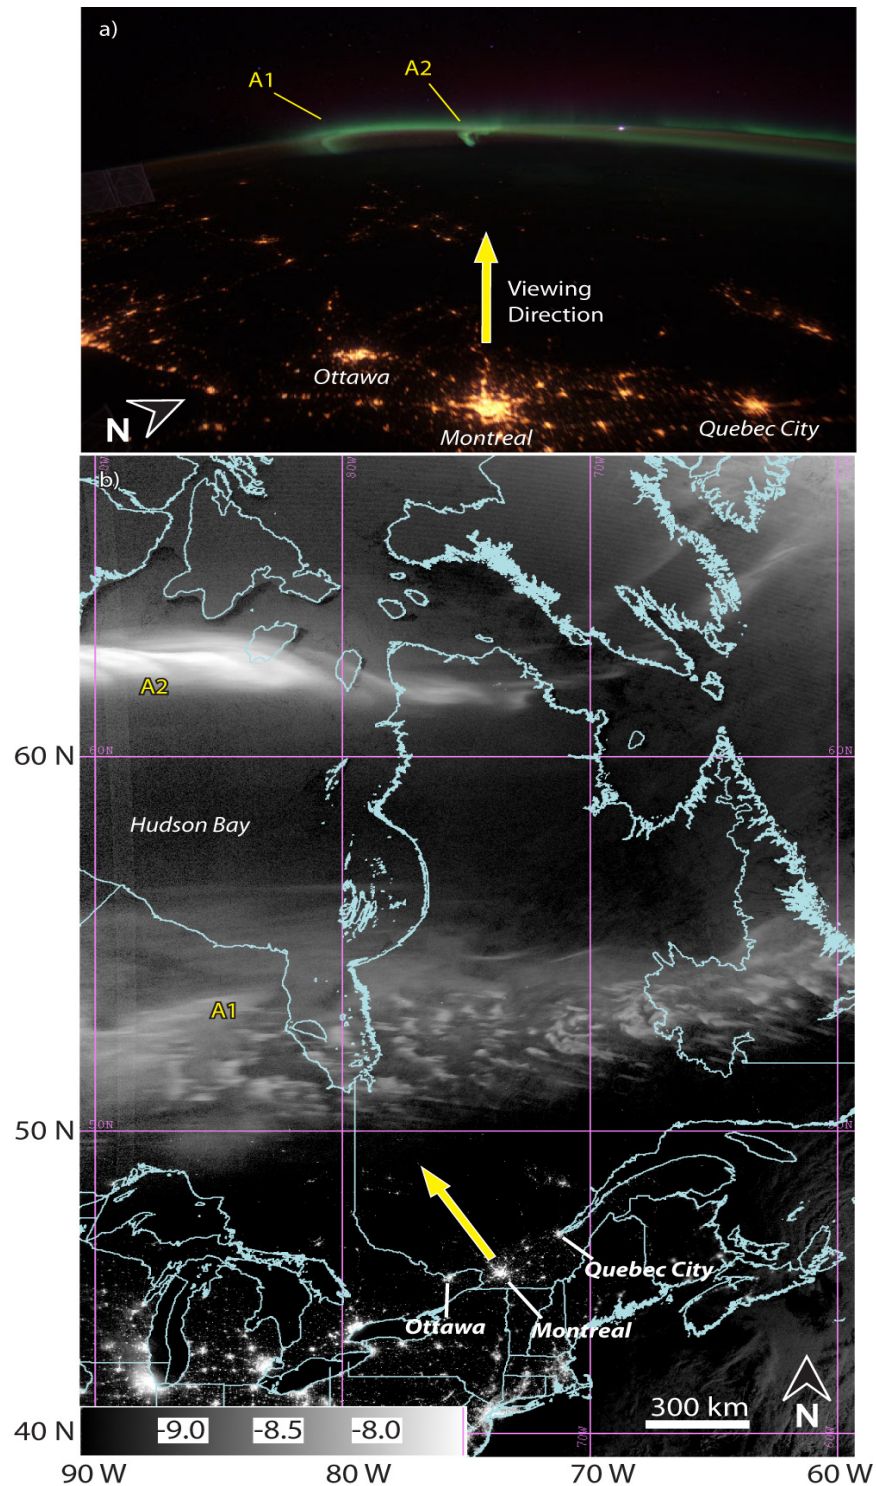 a)
A1
A2
Viewing
Direction
Ottawa
N
Montreal
Quebec City
b)
80W
70W
A2
60 N
60N
60N
Hudson Bay
A1
50 N
50N
50N
Quebec City
Ottawa
Montreal
300 km
N
40 N
-9.0
-8.5
-8.0
70W
90 W
80 W
70 W
60 W